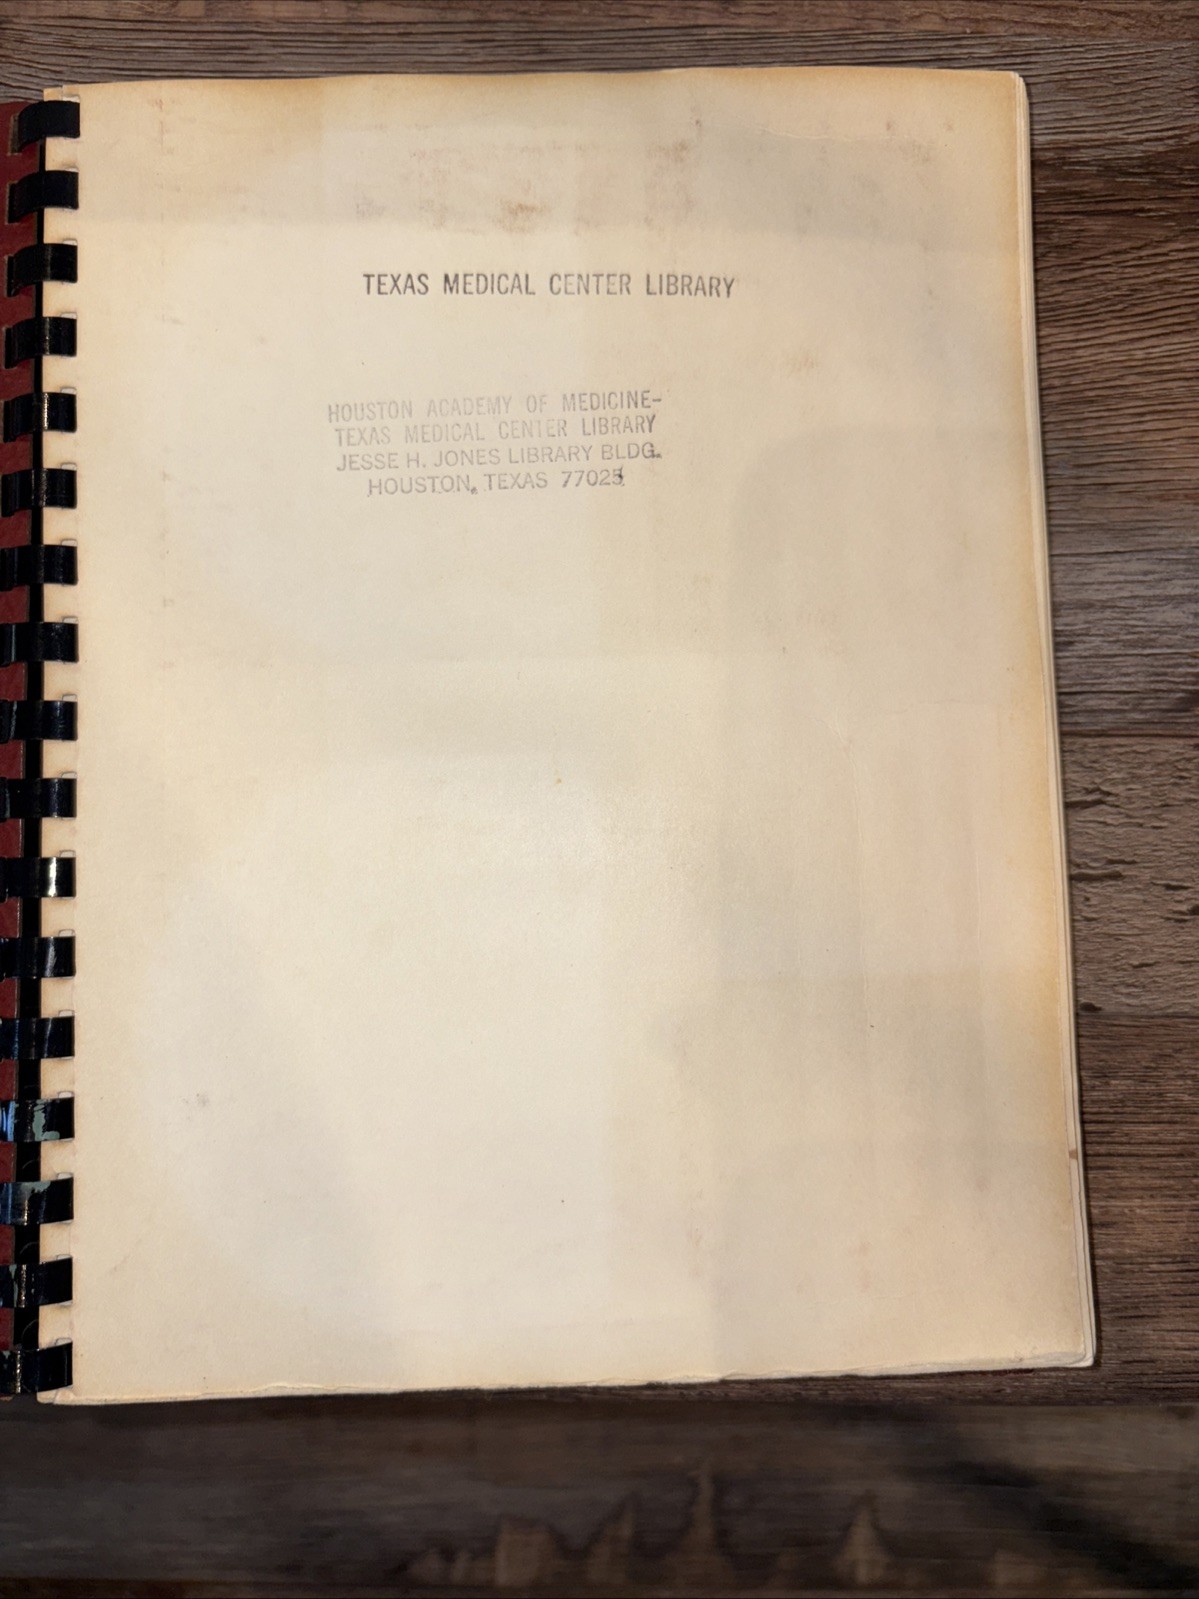 TEXAS MEDICAL CENTER LIBRARY
HOUSTON ACADEMY OF MEDICINE-
TEXAS MEDICAL CENTER LIBRARY
JESSE H. JONES LIBRARY BLDG.
HOUSTON, TEXAS 77025